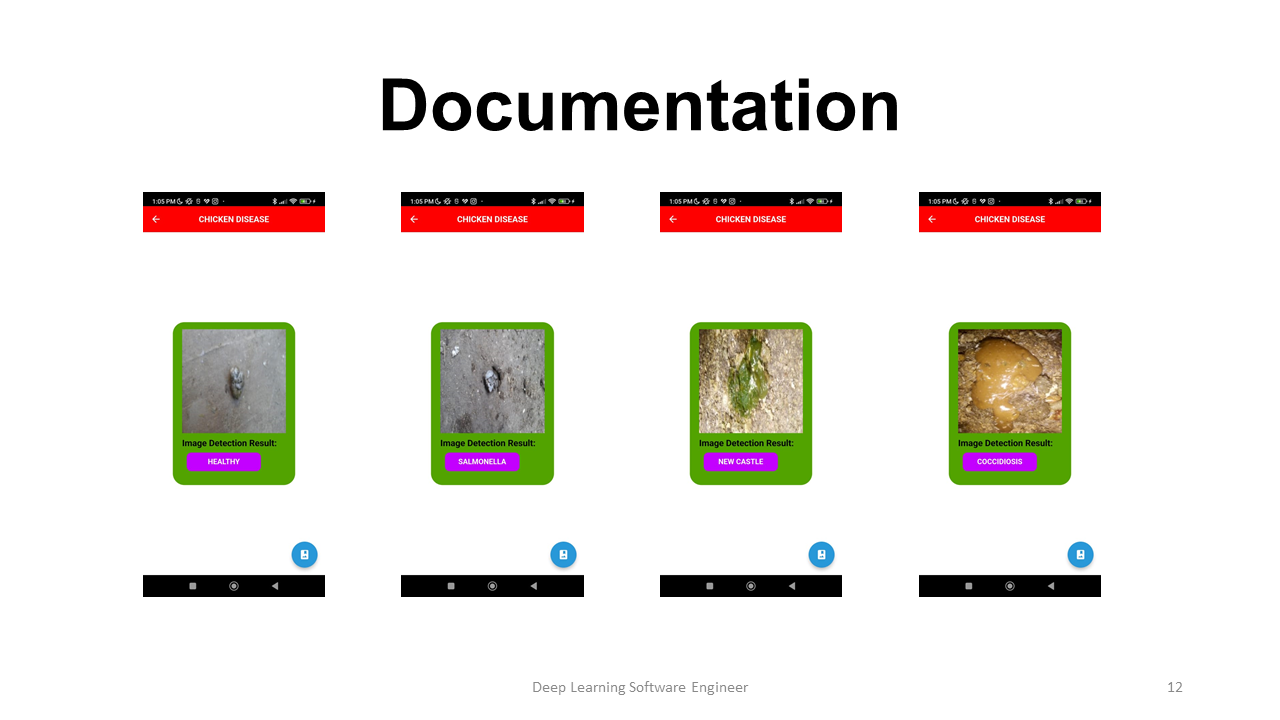 Documentation
1:05 PM
CHICKEN DISEASE
Image Detection Result:
HEALTHY
1:05 PM
CHICKEN DISEASE
Image Detection Result:
SALMONELLA
1:05 PM
CHICKEN DISEASE
Image Detection Result:
NEW CASTLE
1:05 PM
CHICKEN DISEASE
Image Detection Result:
COCCIDIOSIS
Deep Learning Software Engineer
12